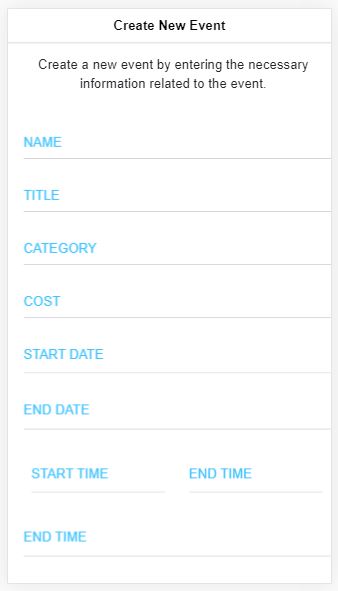 Create New Event
Create a new event by entering the necessary
information related to the event.
NAME
TITLE
CATEGORY
COST
START DATE
END DATE
START TIME
END TIME
END TIME